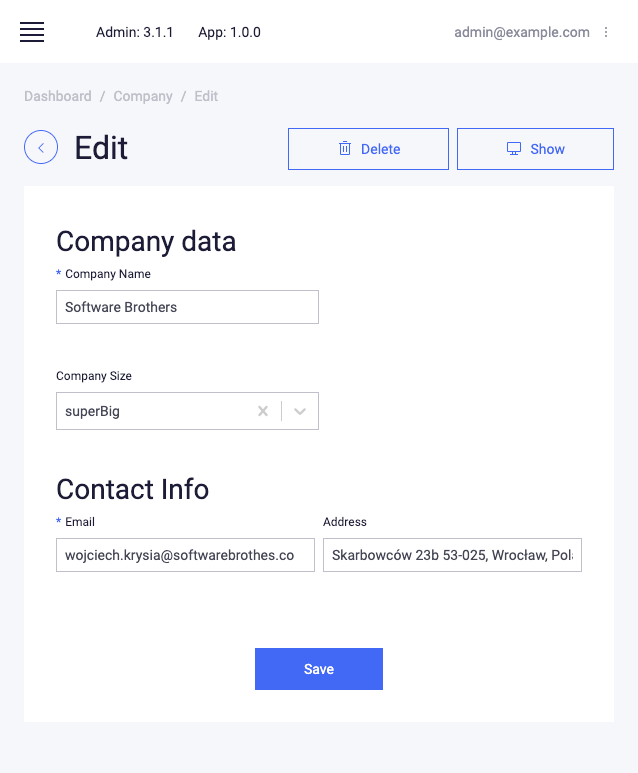 Admin: 3.1.1 App: 1.0.0 admin@example.com
Dashboard / Company / Edit
Edit Delete Show
Company data
* Company Name
Software Brothers
Company Size
superBig
Contact Info
* Email Address
wojciech.krysia@softwarebrothes.co Skarbowców 23b 53-025, Wrocław, Pol
Save